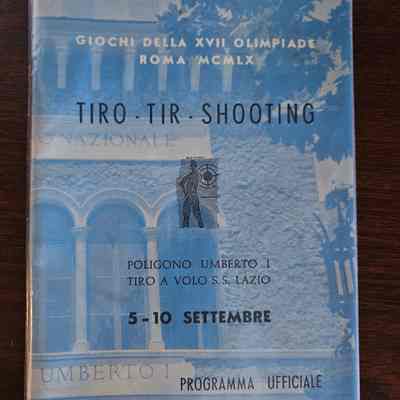 GIOCHI DELLA XVII OLIMPIADE
ROMA MCMLX
TIRO · TIR · SHOOTING
NAZIONALE
POLIGONO UMBERTO I
TIRO A VOLO S.S. LAZIO
5-10 SETTEMBRE
UMBERTO I
PROGRAMMA UFFICIALE